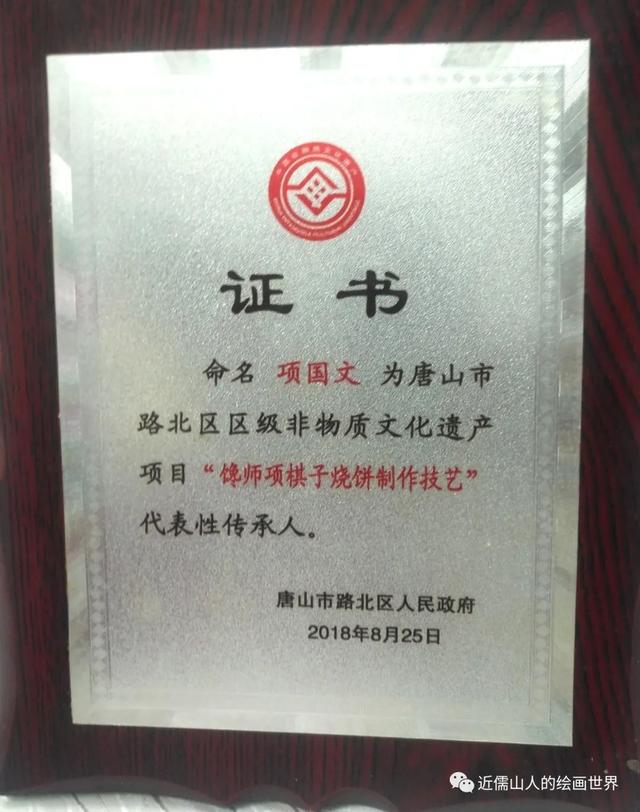 证书
命名 项国文 为唐山市
路北区区级非物质文化遗产
项目“馋师项棋子烧饼制作技艺”
代表性传承人。
唐山市路北区人民政府
2018年8月25日
近儒山人的绘画世界